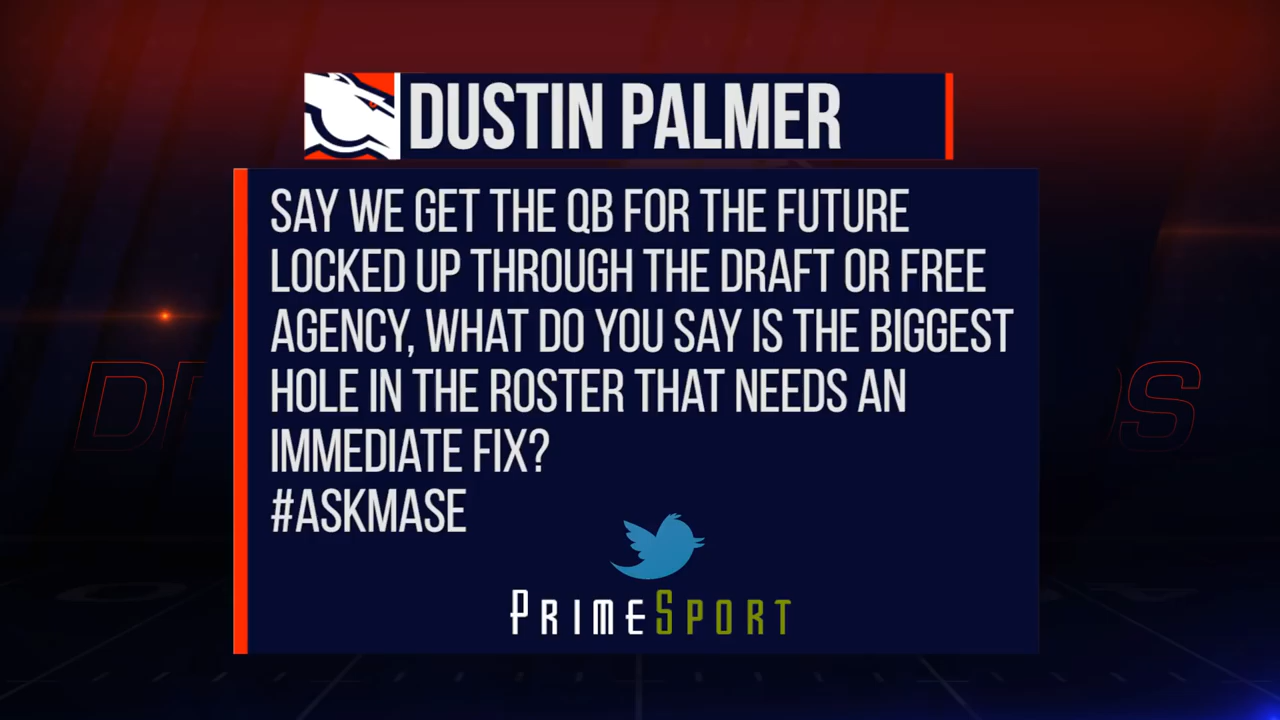 DUSTIN PALMER
SAY WE GET THE QB FOR THE FUTURE
LOCKED UP THROUGH THE DRAFT OR FREE
AGENCY, WHAT DO YOU SAY IS THE BIGGEST
HOLE IN THE ROSTER THAT NEEDS AN
IMMEDIATE FIX?
#ASKMASE
PRIMESPORT